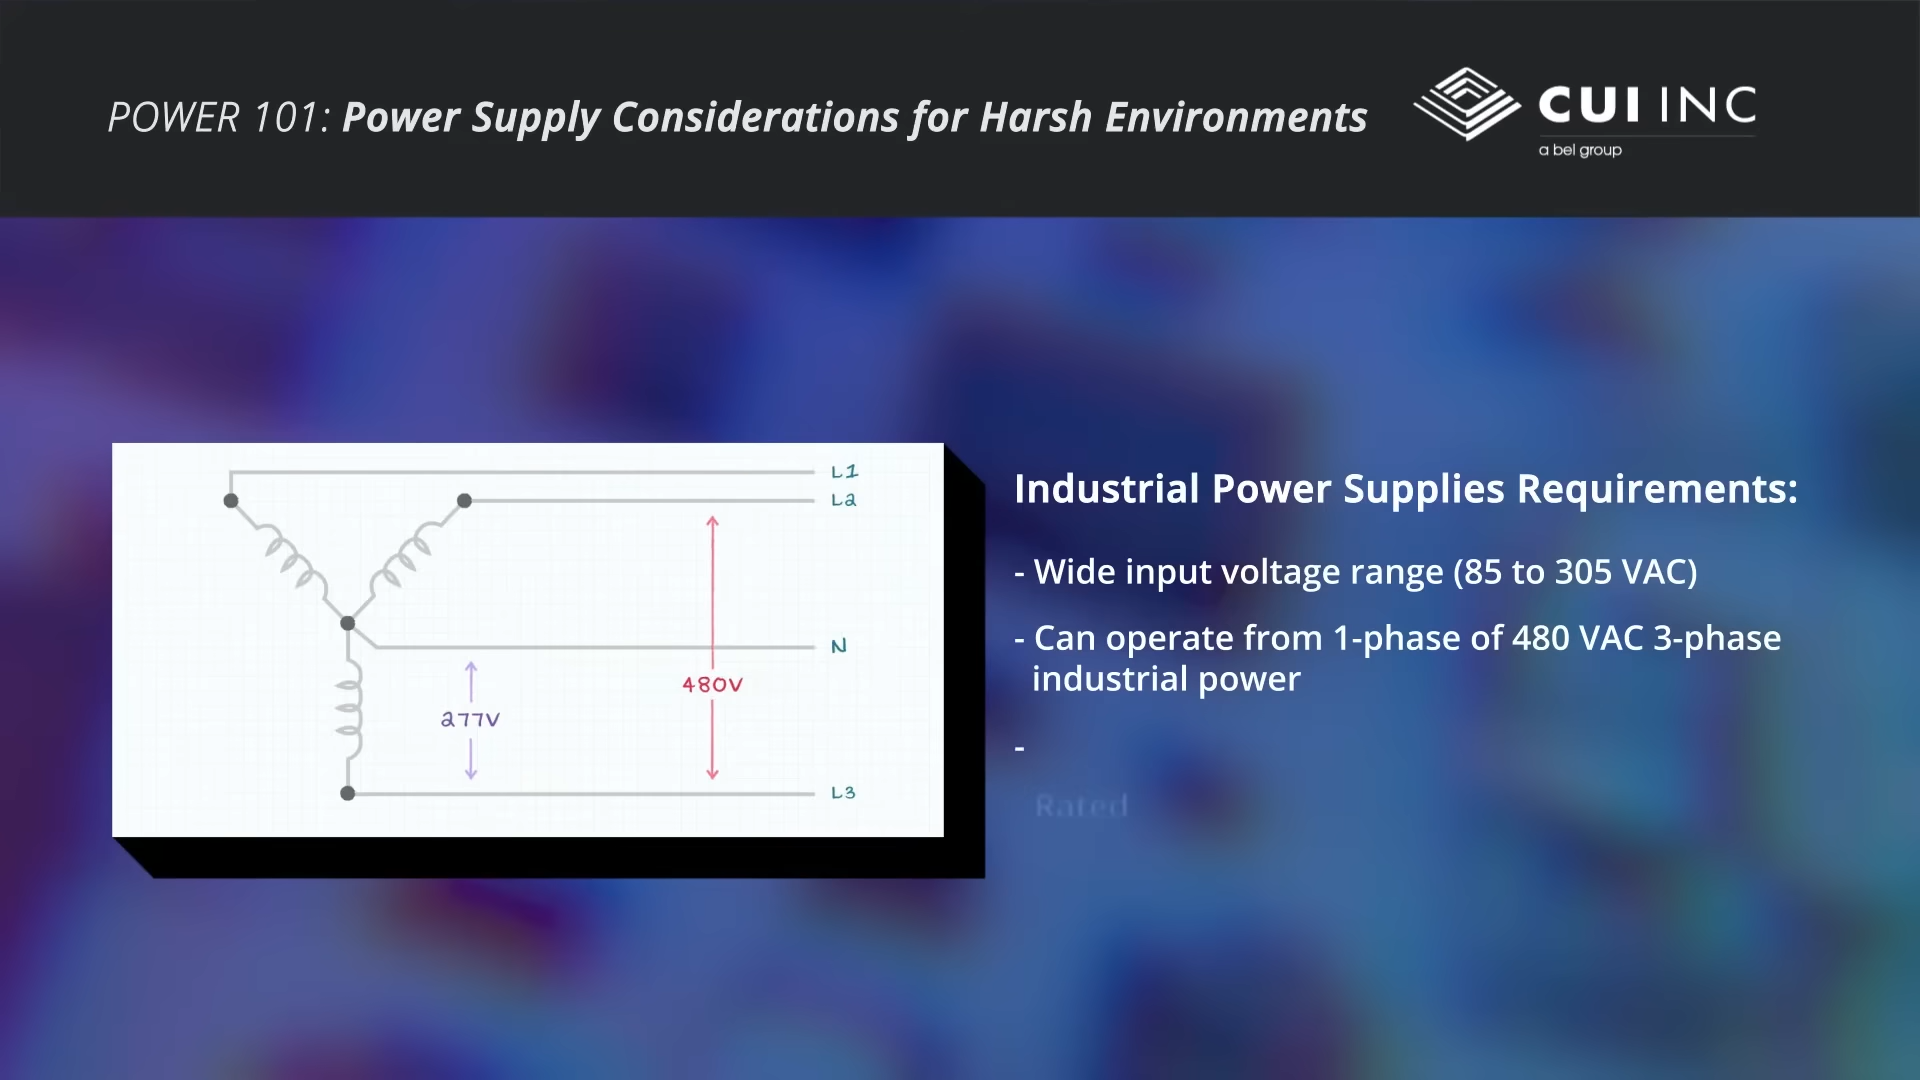 POWER 101: Power Supply Considerations for Harsh Environments
CUI INC
a bel group
L1
L2
N
480V
277V
L3
Industrial Power Supplies Requirements:
- Wide input voltage range (85 to 305 VAC)
- Can operate from 1-phase of 480 VAC 3-phase
industrial power
-
Rated